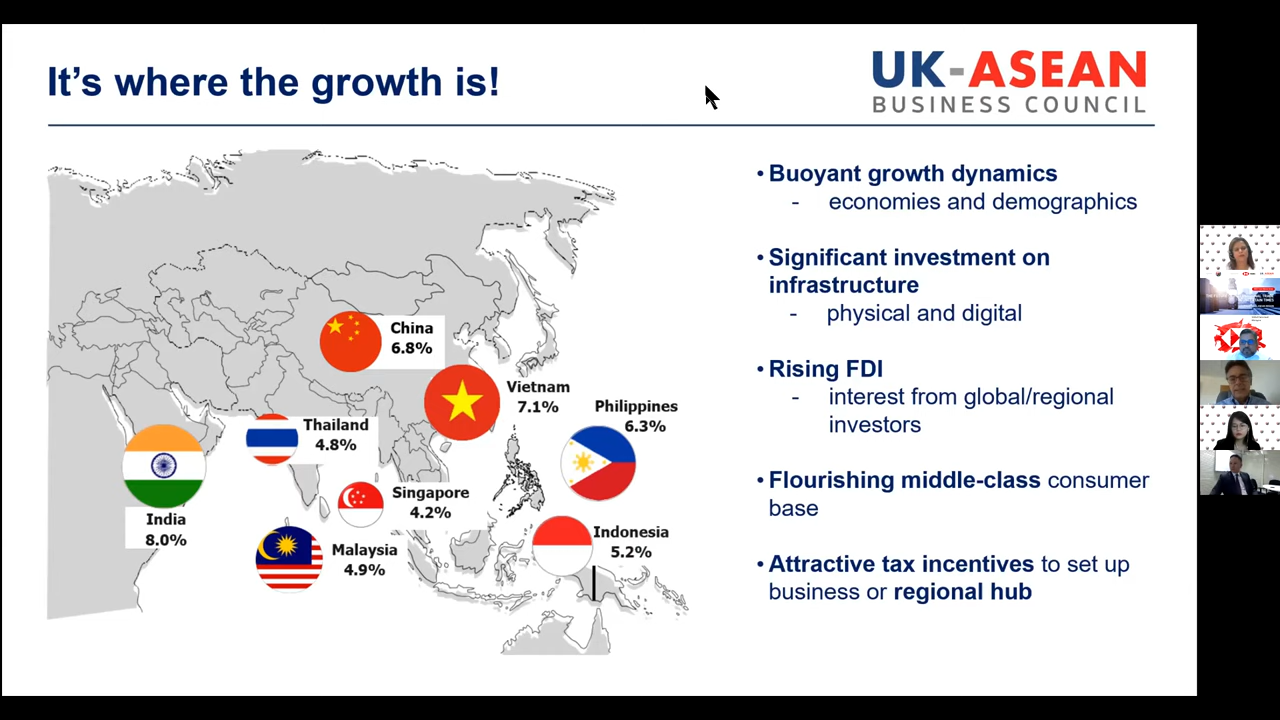 It's where the growth is!
UK-ASEAN
BUSINESS COUNCIL
China
6.8%
Vietnam
7.1%
Philippines
6.3%
Thailand
4.8%
India
8.0%
Singapore
4.2%
Malaysia
4.9%
Indonesia
5.2%
• Buoyant growth dynamics
- economies and demographics
• Significant investment on
infrastructure
- physical and digital
• Rising FDI
- interest from global/regional
investors
• Flourishing middle-class consumer
base
• Attractive tax incentives to set up
business or regional hub